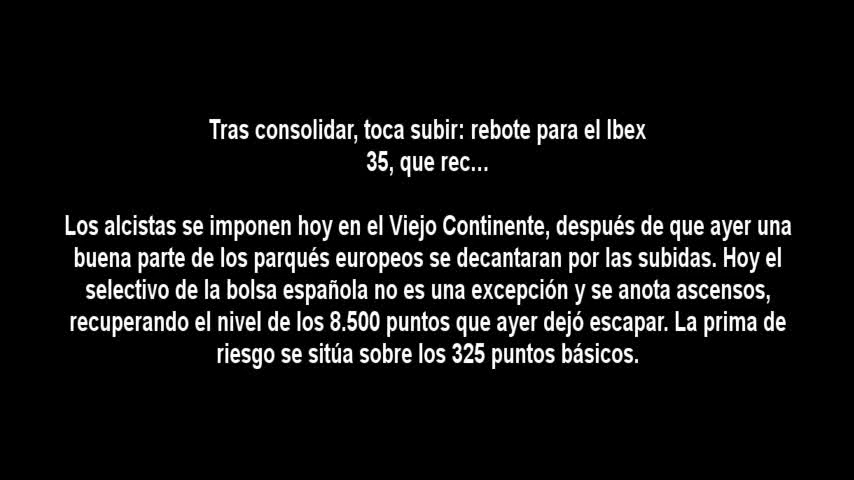 Tras consolidar, toca subir: rebote para el Ibex
35, que rec...
Los alcistas se imponen hoy en el Viejo Continente, después de que ayer una
buena parte de los parqués europeos se decantaran por las subidas. Hoy el
selectivo de la bolsa española no es una excepción y se anota ascensos,
recuperando el nivel de los 8.500 puntos que ayer dejó escapar. La prima de
riesgo se sitúa sobre los 325 puntos básicos.